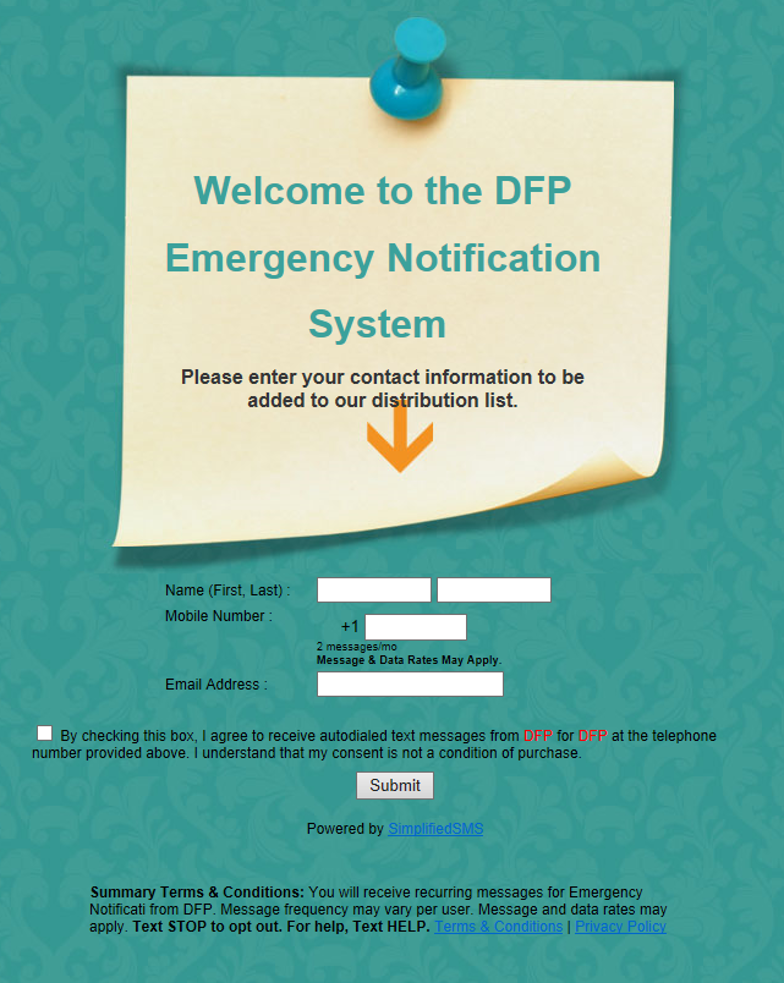 Welcome to the DFP
Emergency Notification
System
Please enter your contact information to be
added to our distribution list.
Name (First, Last) :
Mobile Number :
+1
2 messages/mo
Message & Data Rates May Apply.
Email Address :
By checking this box, I agree to receive autodialed text messages from DFP for DFP at the telephone
number provided above. I understand that my consent is not a condition of purchase.
Submit
Powered by SimplifiedSMS
Summary Terms & Conditions: You will receive recurring messages for Emergency
Notificati from DFP. Message frequency may vary per user. Message and data rates may
apply. Text STOP to opt out. For help, Text HELP. Terms & Conditions | Privacy Policy